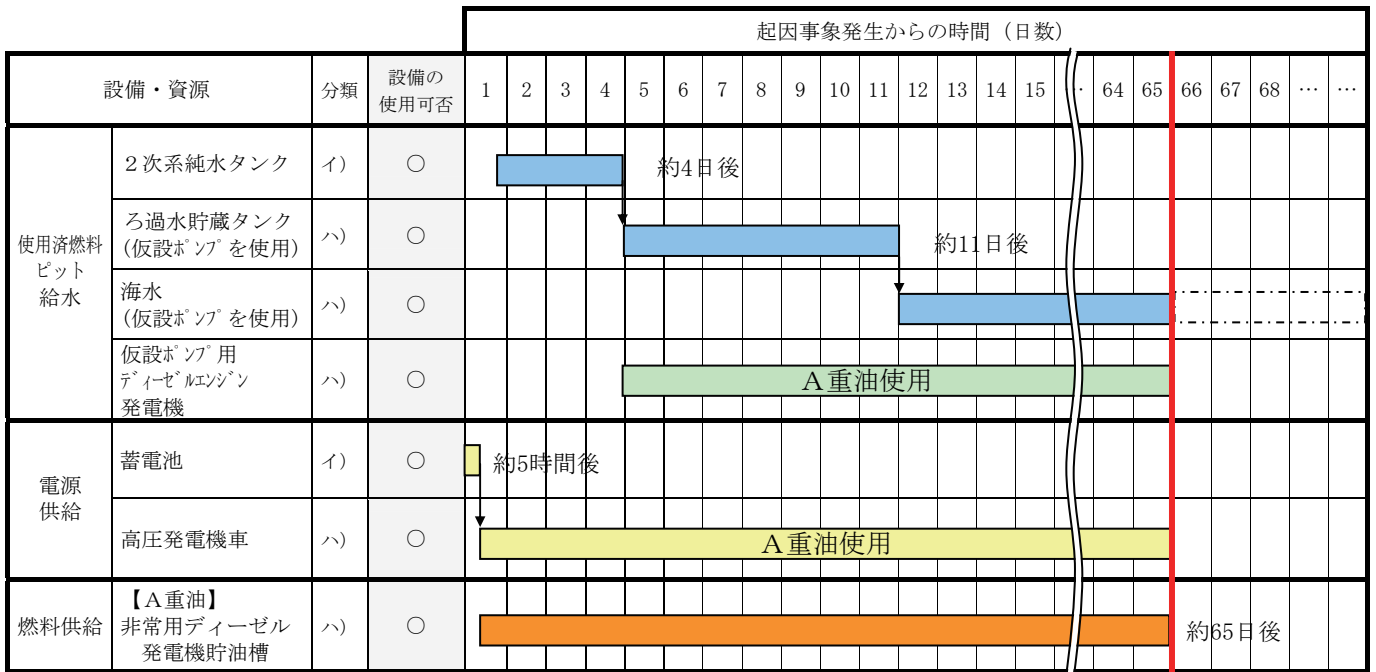 起因事象発生からの時間（日数）
設備・資源 分類 設備の使用可否 1 2 3 4 5 6 7 8 9 10 11 12 13 14 15 ‥ 64 65 66 67 68 … …
使用済燃料
ピット
給水
２次系純水タンク イ） ○ 約4日後
ろ過水貯蔵タンク
(仮設ﾎﾟﾝﾌﾟを使用) ハ） ○ 約11日後
海水
(仮設ﾎﾟﾝﾌﾟを使用) ハ） ○
仮設ﾎﾟﾝﾌﾟ用
ﾃﾞｨｰｾﾞﾙｴﾝｼﾞﾝ
発電機 ハ） ○ Ａ重油使用
電源
供給
蓄電池 イ） ○ 約5時間後
高圧発電機車 ハ） ○ Ａ重油使用
燃料供給
【Ａ重油】
非常用ディーゼル
発電機貯油槽 ハ） ○ 約65日後